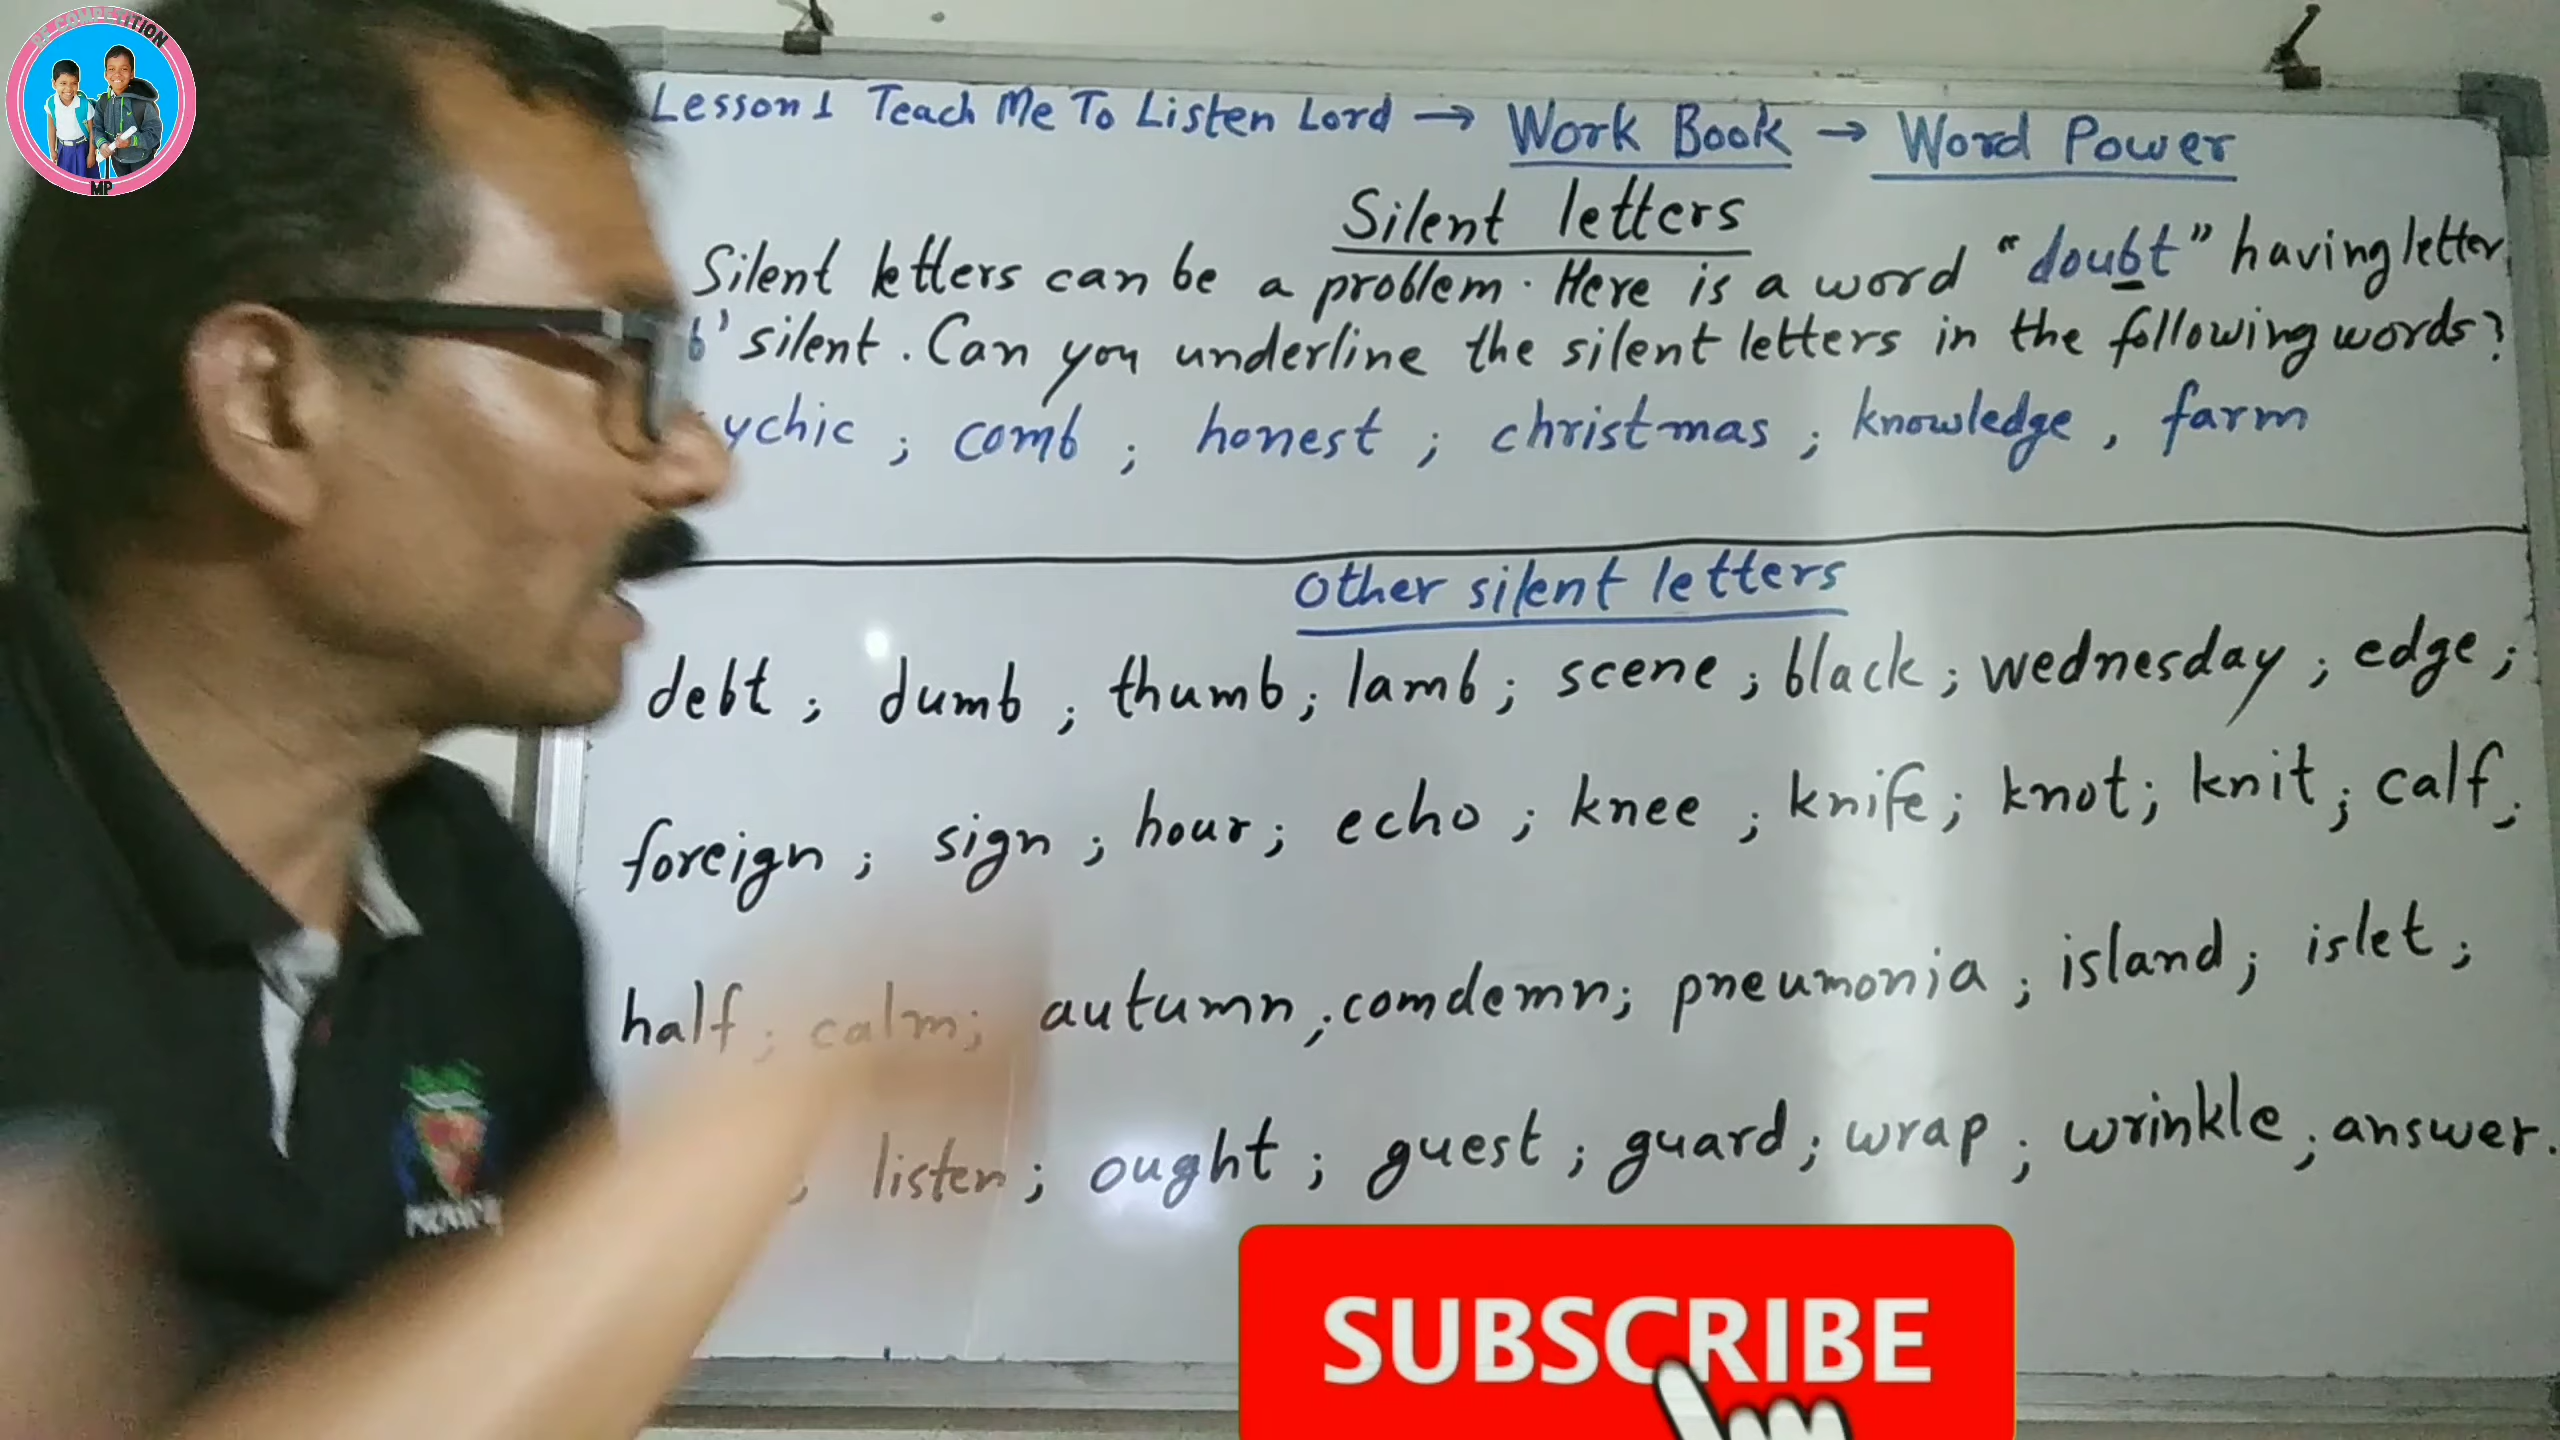 COMPETITION
MP
Lesson 1 Teach Me To Listen Lord → Work Book → Word Power
Silent letters
Silent letters can be a problem. Here is a word "doubt" having letter
b' silent. Can you underline the silent letters in the following words?
ychic ; comb ; honest ; christmas ; knowledge , farm
Other silent letters
debt ; dumb ; thumb ; lamb ; scene ; black ; wednesday ; edge ;
foreign ; sign ; hour ; echo ; knee ; knife ; knot ; knit ; calf ;
half ; calm ; autumn ; comdemn ; pneumonia ; island ; islet ;
; listen ; ought ; guest ; guard ; wrap ; wrinkle ; answer .
SUBSCRIBE